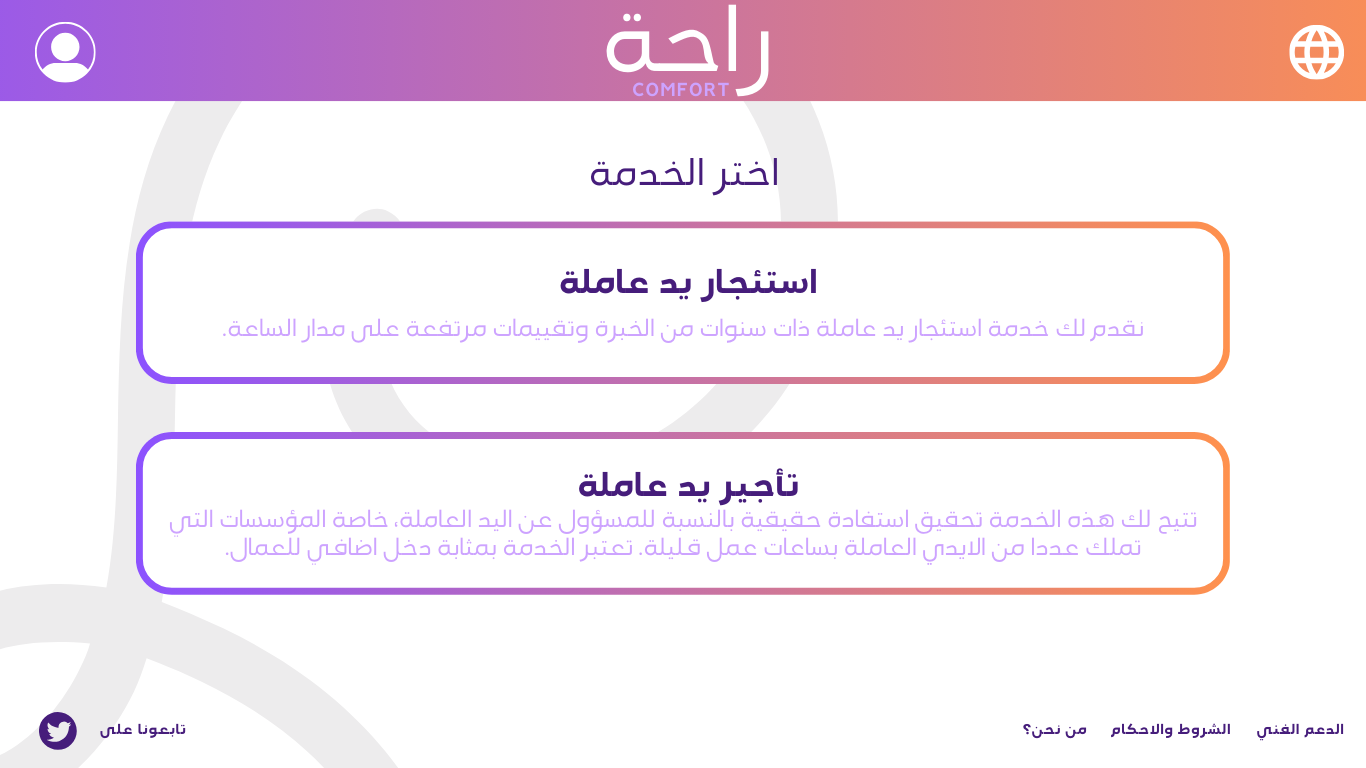 راحة
COMFORT
اختر الخدمة
استئجار يد عاملة
نقدم لك خدمة استئجار يد عاملة ذات سنوات من الخبرة وتقييمات مرتفعة على مدار الساعة.
تأجير يد عاملة
تتيح لك هذه الخدمة تحقيق استفادة حقيقية بالنسبة للمسؤول عن اليد العاملة، خاصة المؤسسات التي
تملك عددا من الايدي العاملة بساعات عمل قليلة. تعتبر الخدمة بمثابة دخل اضافي للعمال.
الدعم الفني الشروط والاحكام من نحن؟ تابعونا على